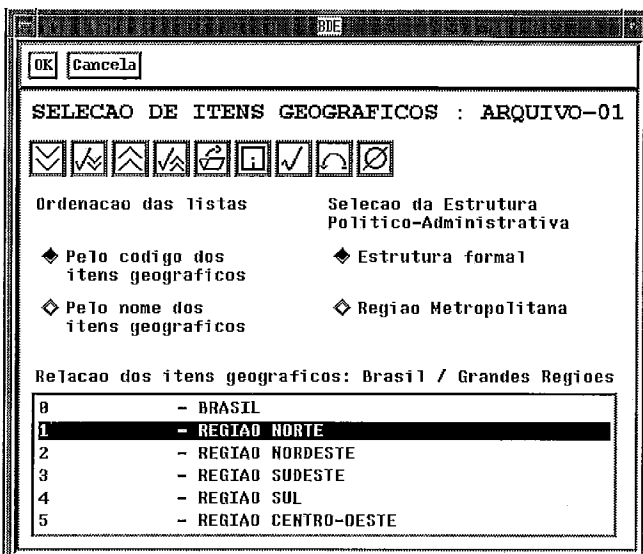 BDE
OK Cancela
SELECAO DE ITENS GEOGRAFICOS : ARQUIVO-01
Ordenacao das listas
Pelo codigo dos
itens geograficos
Pelo nome dos
itens geograficos
Selecao da Estrutura
Politico-Administrativa
Estrutura formal
Regiao Metropolitana
Relacao dos itens geograficos: Brasil / Grandes Regioes
0 - BRASIL
1 - REGIAO NORTE
2 - REGIAO NORDESTE
3 - REGIAO SUDESTE
4 - REGIAO SUL
5 - REGIAO CENTRO-OESTE